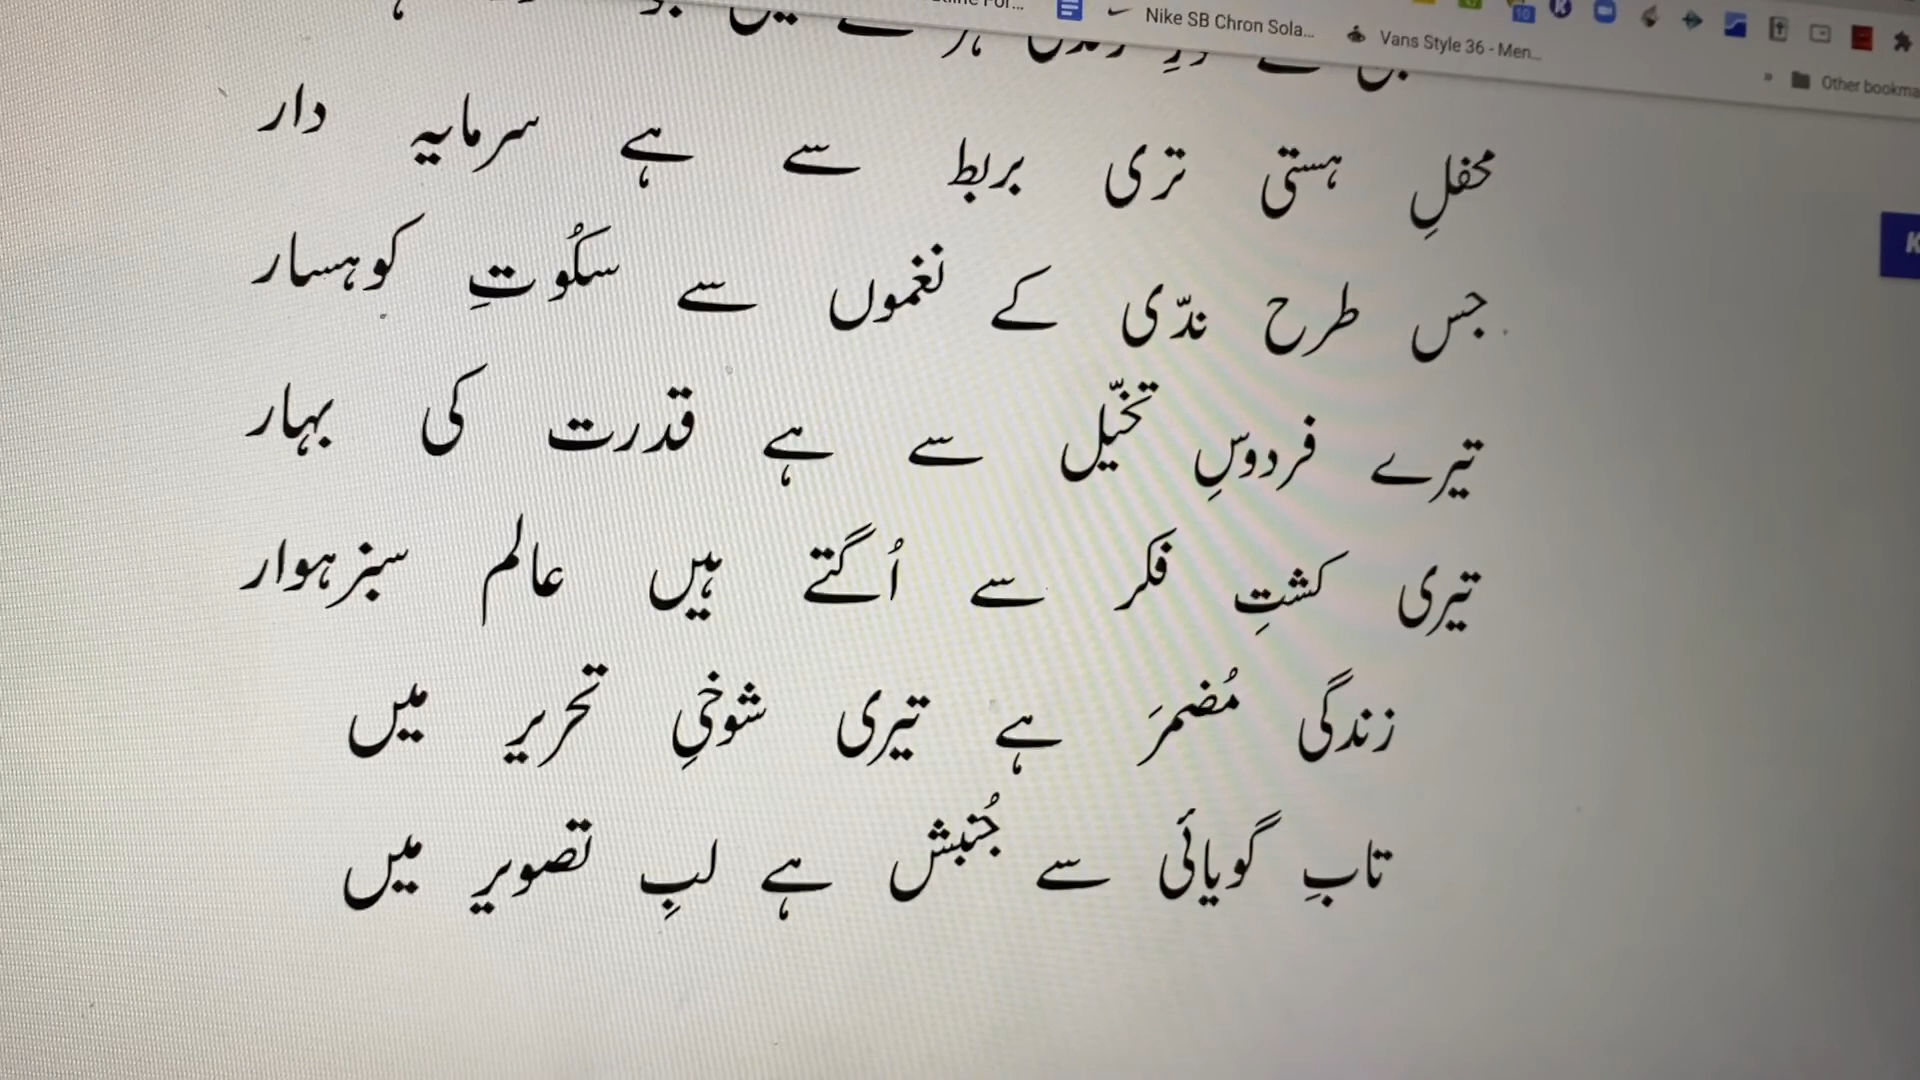 Nike SB Chron Sola...
Vans Style 36 - Men...
Other bookma
10
محفلِ ہستی تری بربط سے ہے سرمایہ دار
جس طرح ندّی کے نغموں سے سکُوتِ کوہسار
تیرے فردوسِ تخیّل سے ہے قدرت کی بہار
تیری کشتِ فکر سے اُگتے ہیں عالم سبزہ وار
زندگی مُضمَر ہے تیری شوخیِ تحریر میں
تابِ گویائی سے جُنبش ہے لبِ تصویر میں